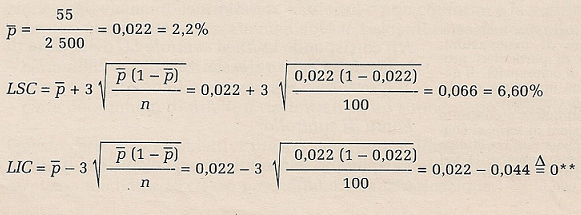 p̅ = 55 / 2 500 = 0,022 = 2,2%
LSC = p̅ + 3 √(p̅ (1 – p̅) / n) = 0,022 + 3 √(0,022 (1 – 0,022) / 100) = 0,066 = 6,60%
LIC = p̅ – 3 √(p̅ (1 – p̅) / n) = 0,022 – 3 √(0,022 (1 – 0,022) / 100) = 0,022 – 0,044 ≙ 0**